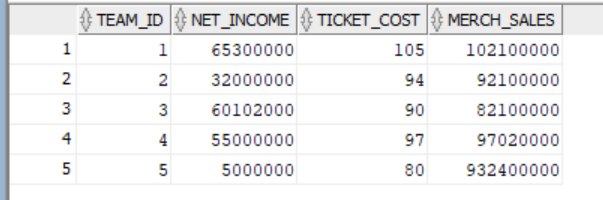 TEAM_ID NET_INCOME TICKET_COST MERCH_SALES
1 1 65300000 105 102100000
2 2 32000000 94 92100000
3 3 60102000 90 82100000
4 4 55000000 97 97020000
5 5 5000000 80 932400000